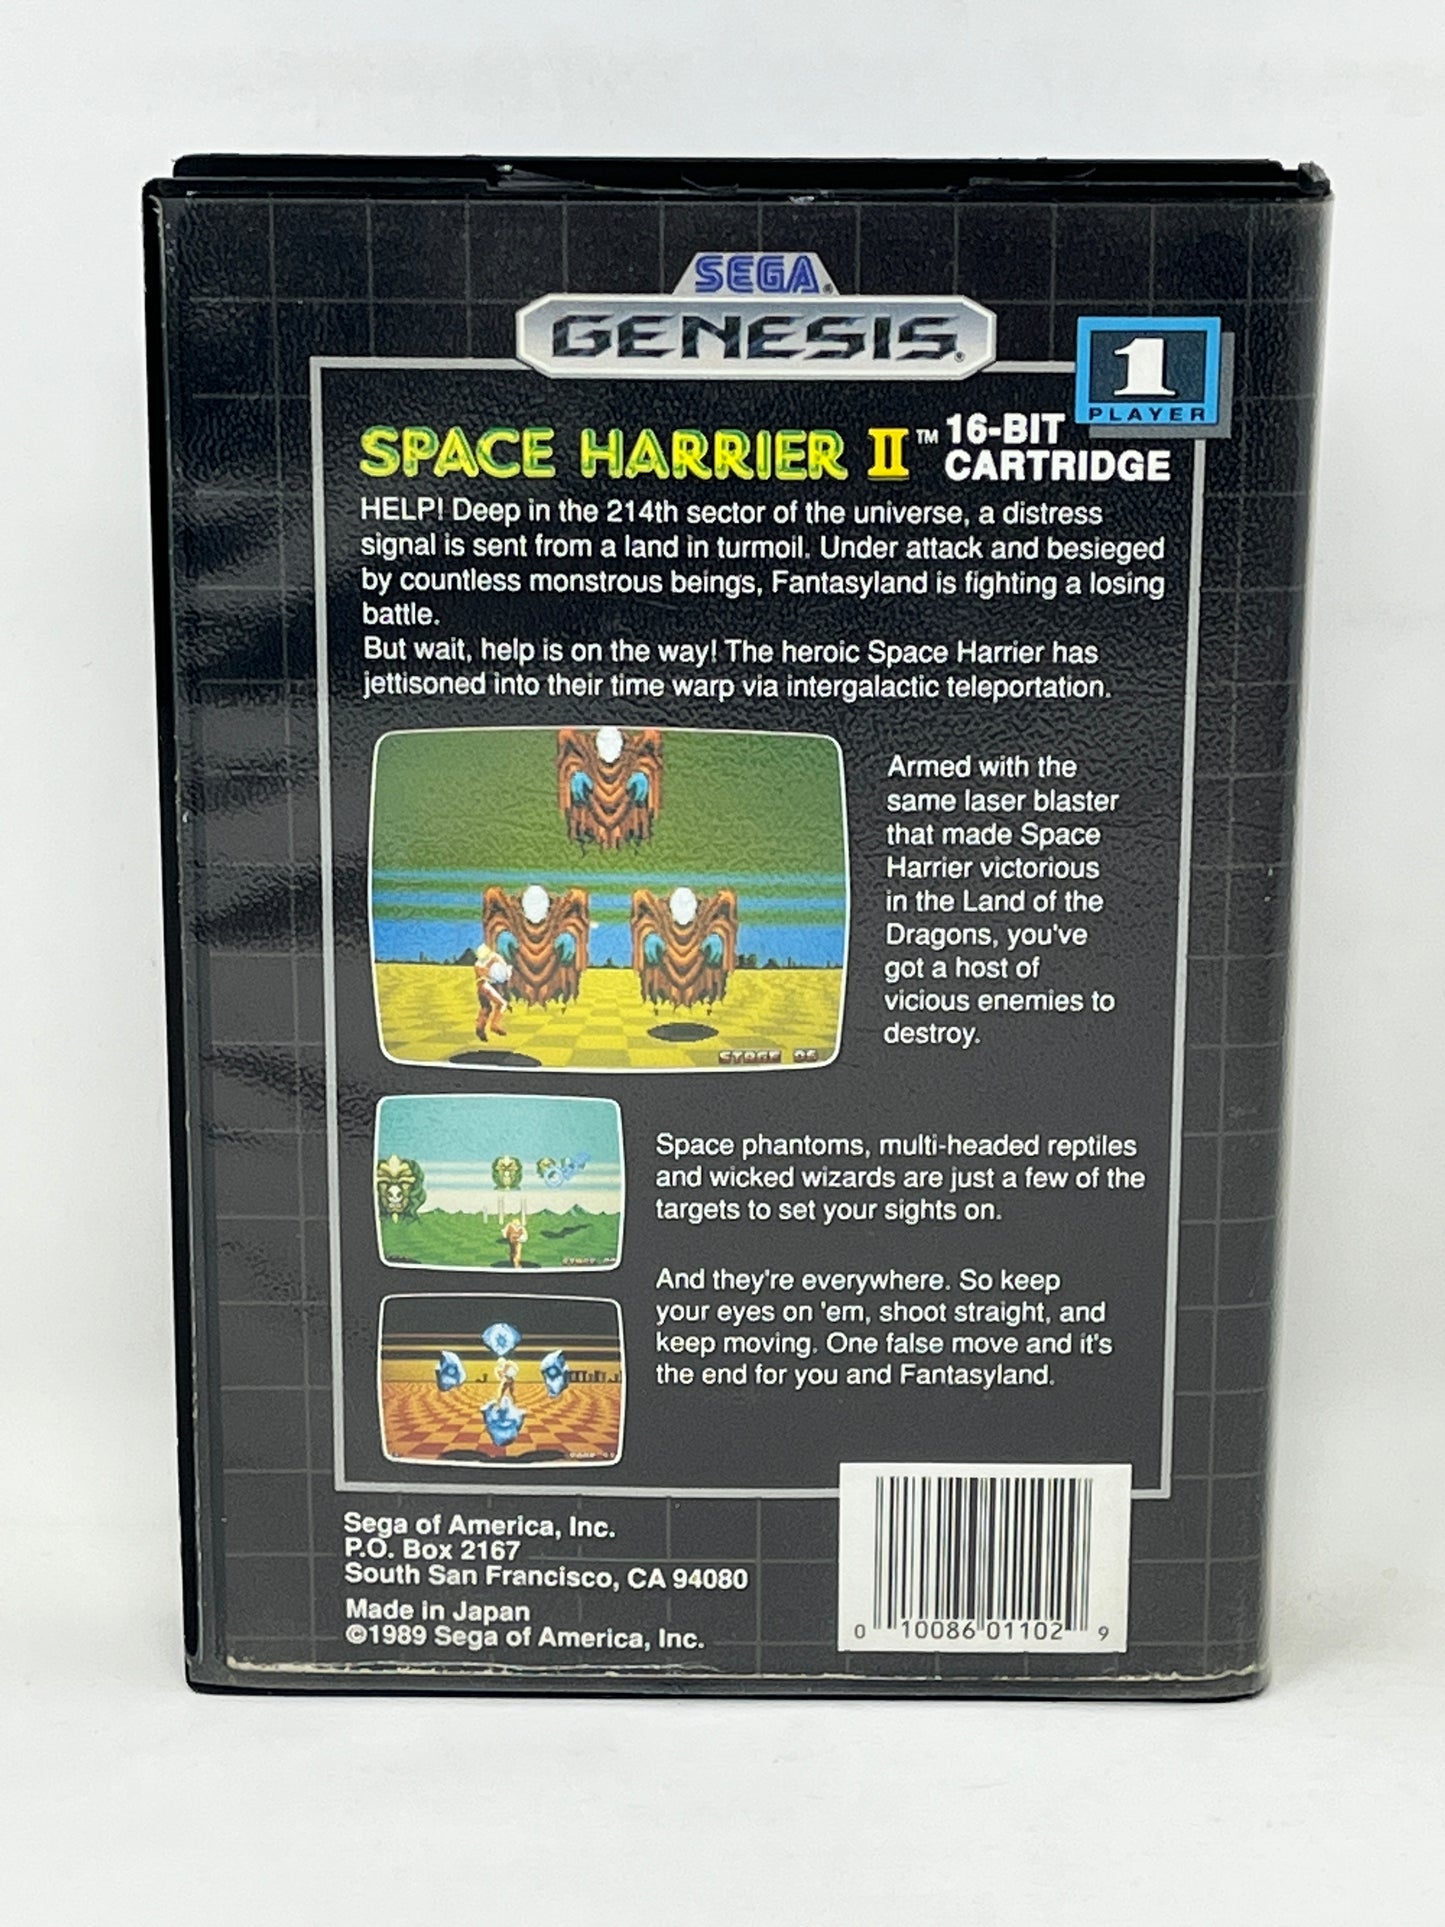 SEGA®
GENESIS®
1
PLAYER
SPACE HARRIER II™ 16-BIT
CARTRIDGE
HELP! Deep in the 214th sector of the universe, a distress
signal is sent from a land in turmoil. Under attack and besieged
by countless monstrous beings, Fantasyland is fighting a losing
battle.
But wait, help is on the way! The heroic Space Harrier has
jettisoned into their time warp via intergalactic teleportation.
Armed with the
same laser blaster
that made Space
Harrier victorious
in the Land of the
Dragons, you've
got a host of
vicious enemies to
destroy.
STAGE 06
Space phantoms, multi-headed reptiles
and wicked wizards are just a few of the
targets to set your sights on.
And they're everywhere. So keep
your eyes on 'em, shoot straight, and
keep moving. One false move and it's
the end for you and Fantasyland.
Sega of America, Inc.
P.O. Box 2167
South San Francisco, CA 94080
Made in Japan
©1989 Sega of America, Inc.
0 10086 01102 9